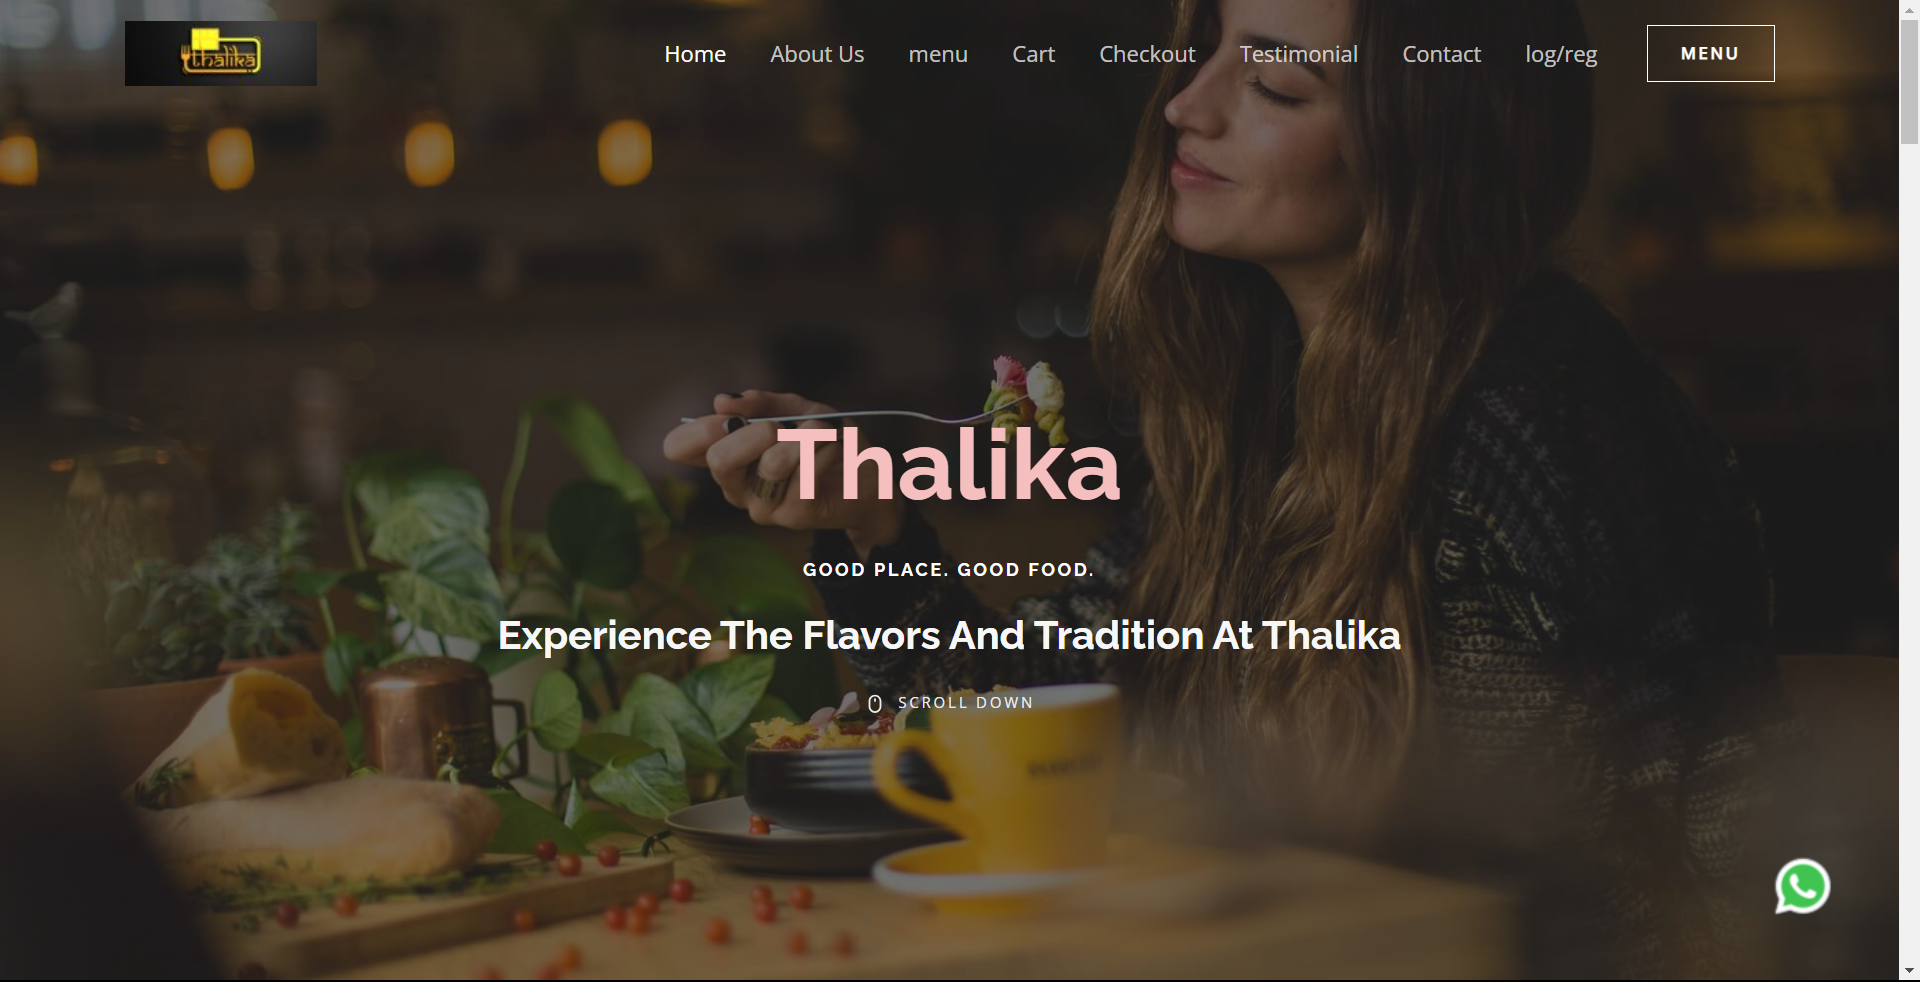 thalika
Home About Us menu Cart Checkout Testimonial Contact log/reg MENU
Thalika
GOOD PLACE. GOOD FOOD.
Experience The Flavors And Tradition At Thalika
SCROLL DOWN